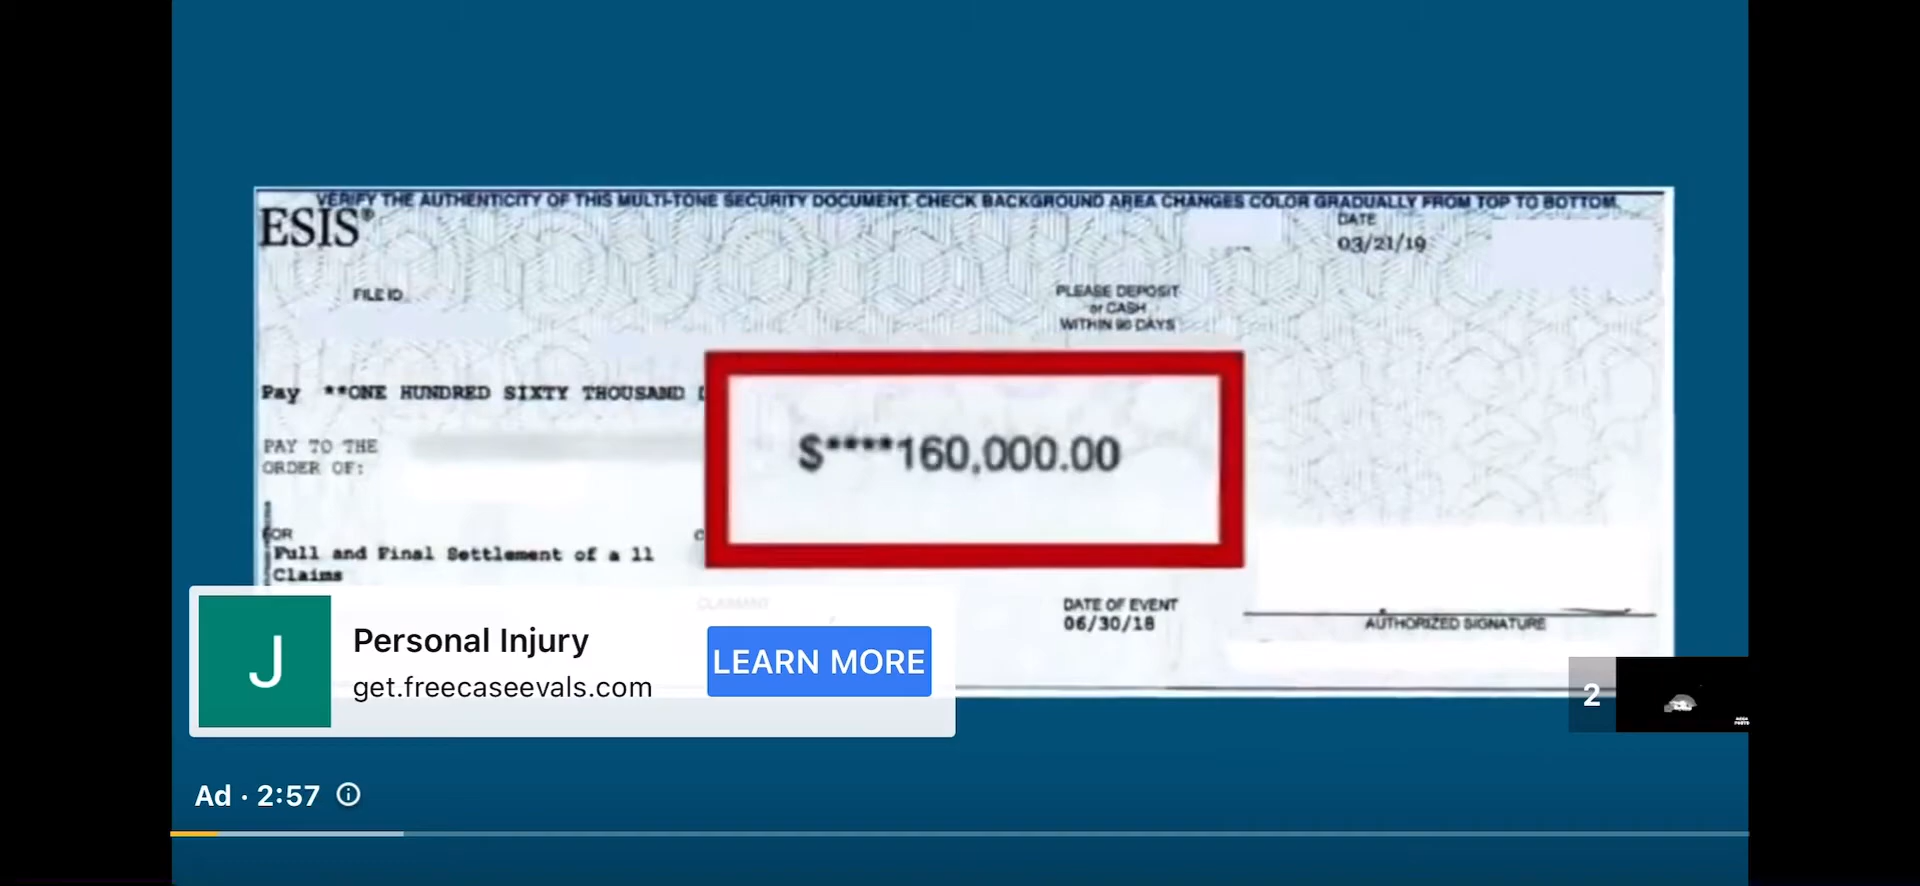 VERIFY THE AUTHENTICITY OF THIS MULTI-TONE SECURITY DOCUMENT. CHECK BACKGROUND AREA CHANGES COLOR GRADUALLY FROM TOP TO BOTTOM.
ESIS®
DATE
03/21/19
FILE ID
PLEASE DEPOSIT
or CASH
WITHIN 90 DAYS
Pay **ONE HUNDRED SIXTY THOUSAND
$****160,000.00
PAY TO THE
ORDER OF:
FOR
Full and Final Settlement of a ll
Claims
CLAIMANT
DATE OF EVENT
06/30/18
AUTHORIZED SIGNATURE
J
Personal Injury
get.freecaseevals.com
LEARN MORE
2
Ad · 2:57